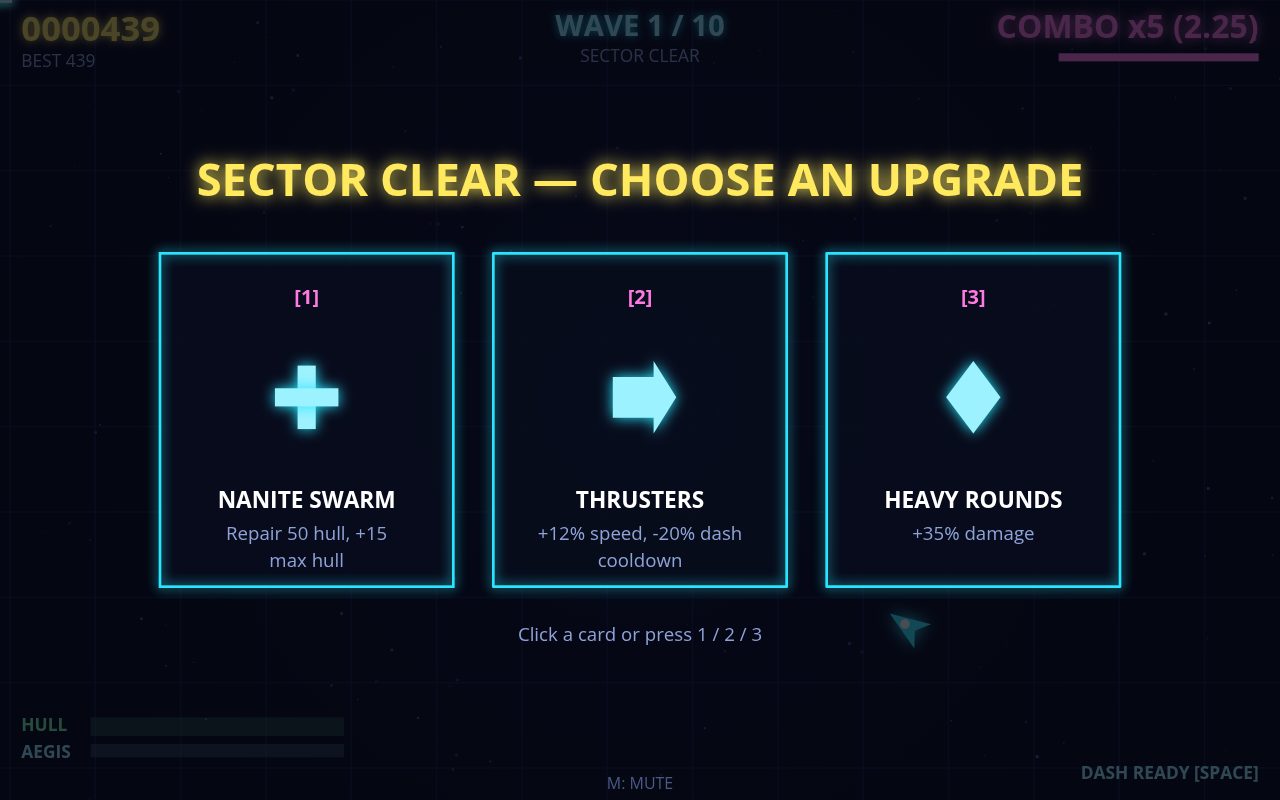 0000439
BEST 439
WAVE 1 / 10
SECTOR CLEAR
COMBO x5 (2.25)
SECTOR CLEAR — CHOOSE AN UPGRADE
[1]
NANITE SWARM
Repair 50 hull, +15
max hull
[2]
THRUSTERS
+12% speed, -20% dash
cooldown
[3]
HEAVY ROUNDS
+35% damage
Click a card or press 1 / 2 / 3
HULL
AEGIS
M: MUTE
DASH READY [SPACE]